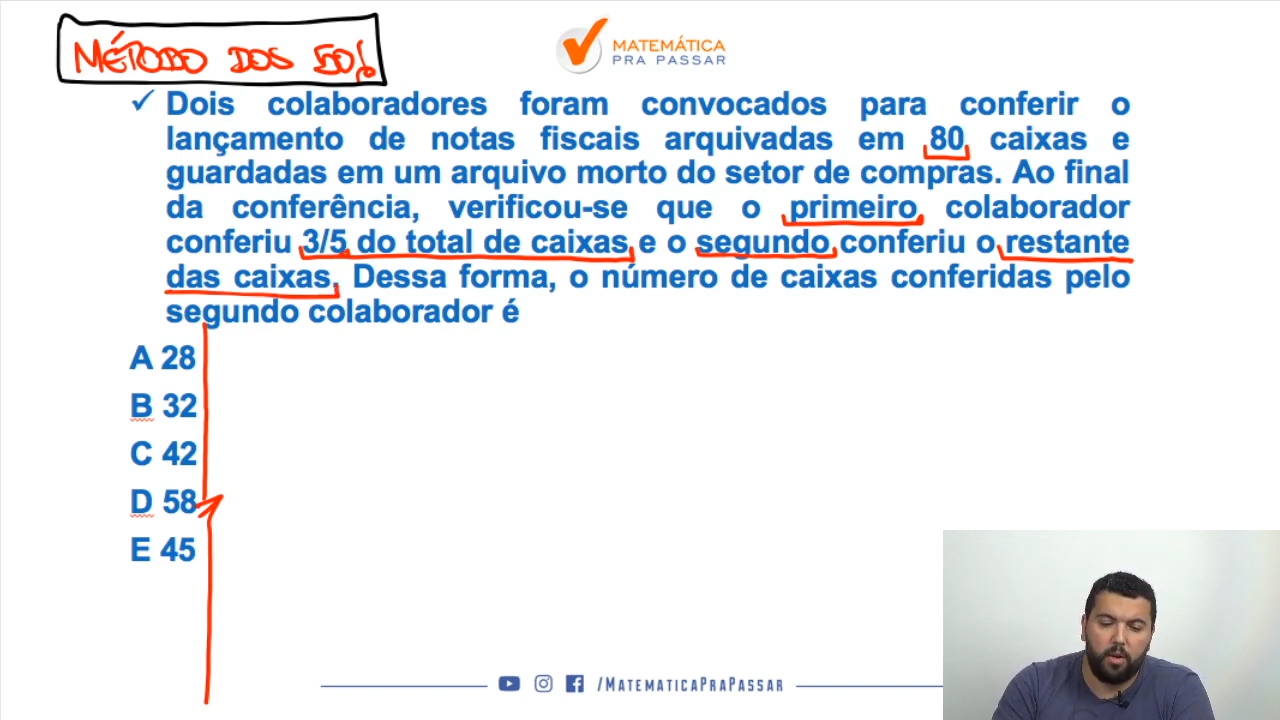 MÉTODO DOS 50!
MATEMÁTICA
PRA PASSAR
✓ Dois colaboradores foram convocados para conferir o
lançamento de notas fiscais arquivadas em 80 caixas e
guardadas em um arquivo morto do setor de compras. Ao final
da conferência, verificou-se que o primeiro colaborador
conferiu 3/5 do total de caixas e o segundo conferiu o restante
das caixas. Dessa forma, o número de caixas conferidas pelo
segundo colaborador é
A 28
B 32
C 42
D 58
E 45
/MATEMATICAPRAPASSAR